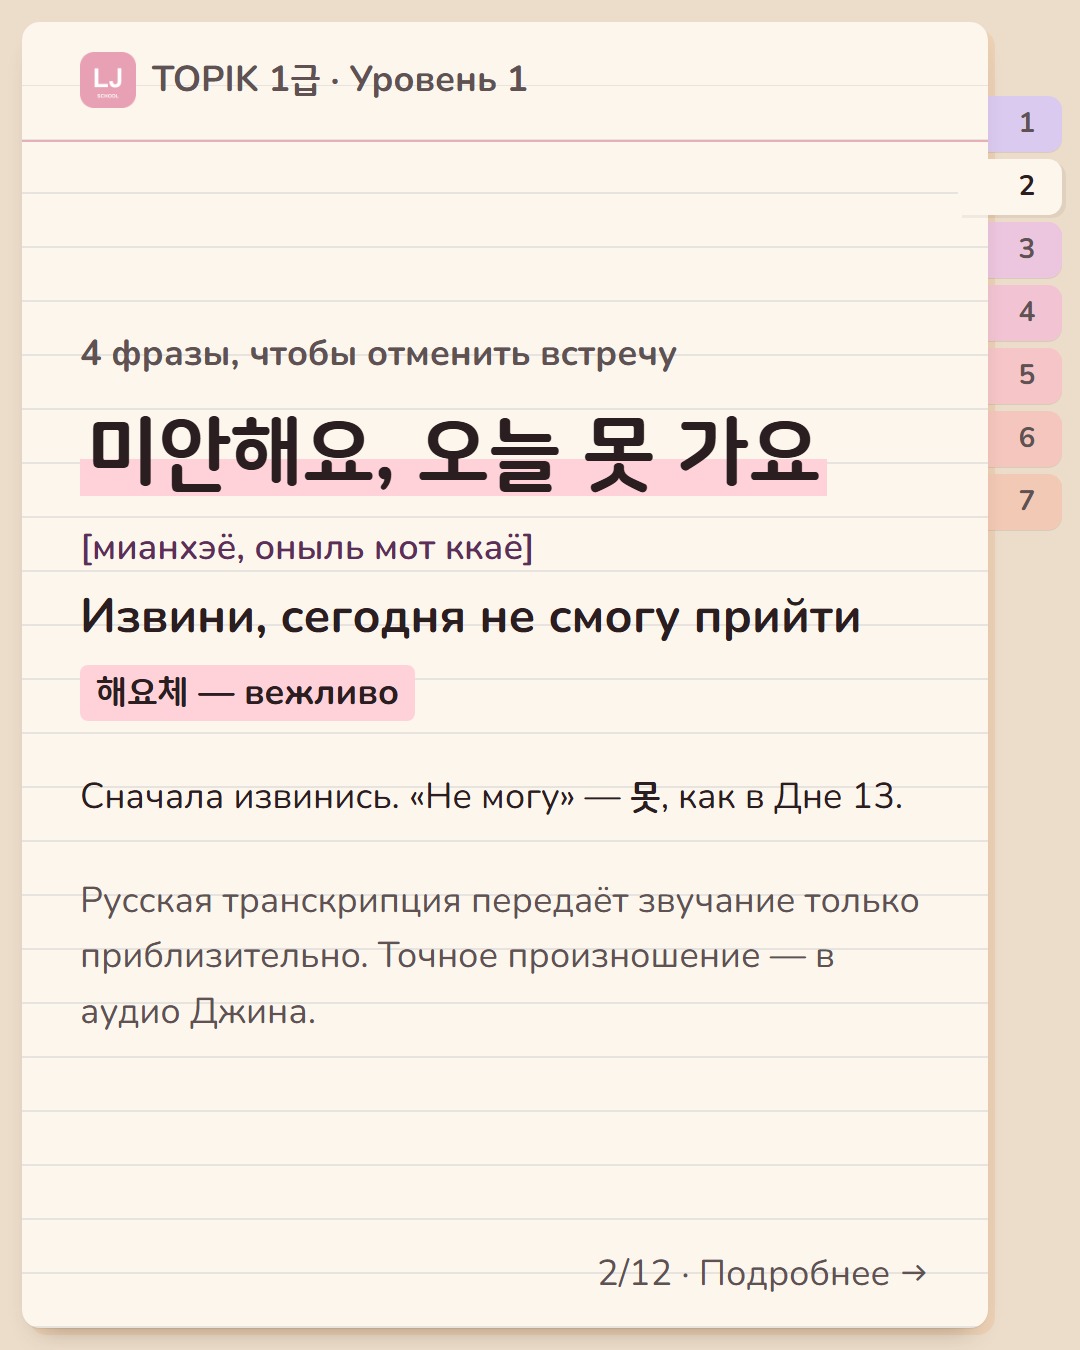 LJ
SCHOOL
TOPIK 1급 · Уровень 1
1
2
3
4
5
6
7
4 фразы, чтобы отменить встречу
미안해요, 오늘 못 가요
[мианхэё, оныль мот ккаё]
Извини, сегодня не смогу прийти
해요체 — вежливо
Сначала извинись. «Не могу» — 못, как в Дне 13.
Русская транскрипция передаёт звучание только
приблизительно. Точное произношение — в
аудио Джина.
2/12 · Подробнее →